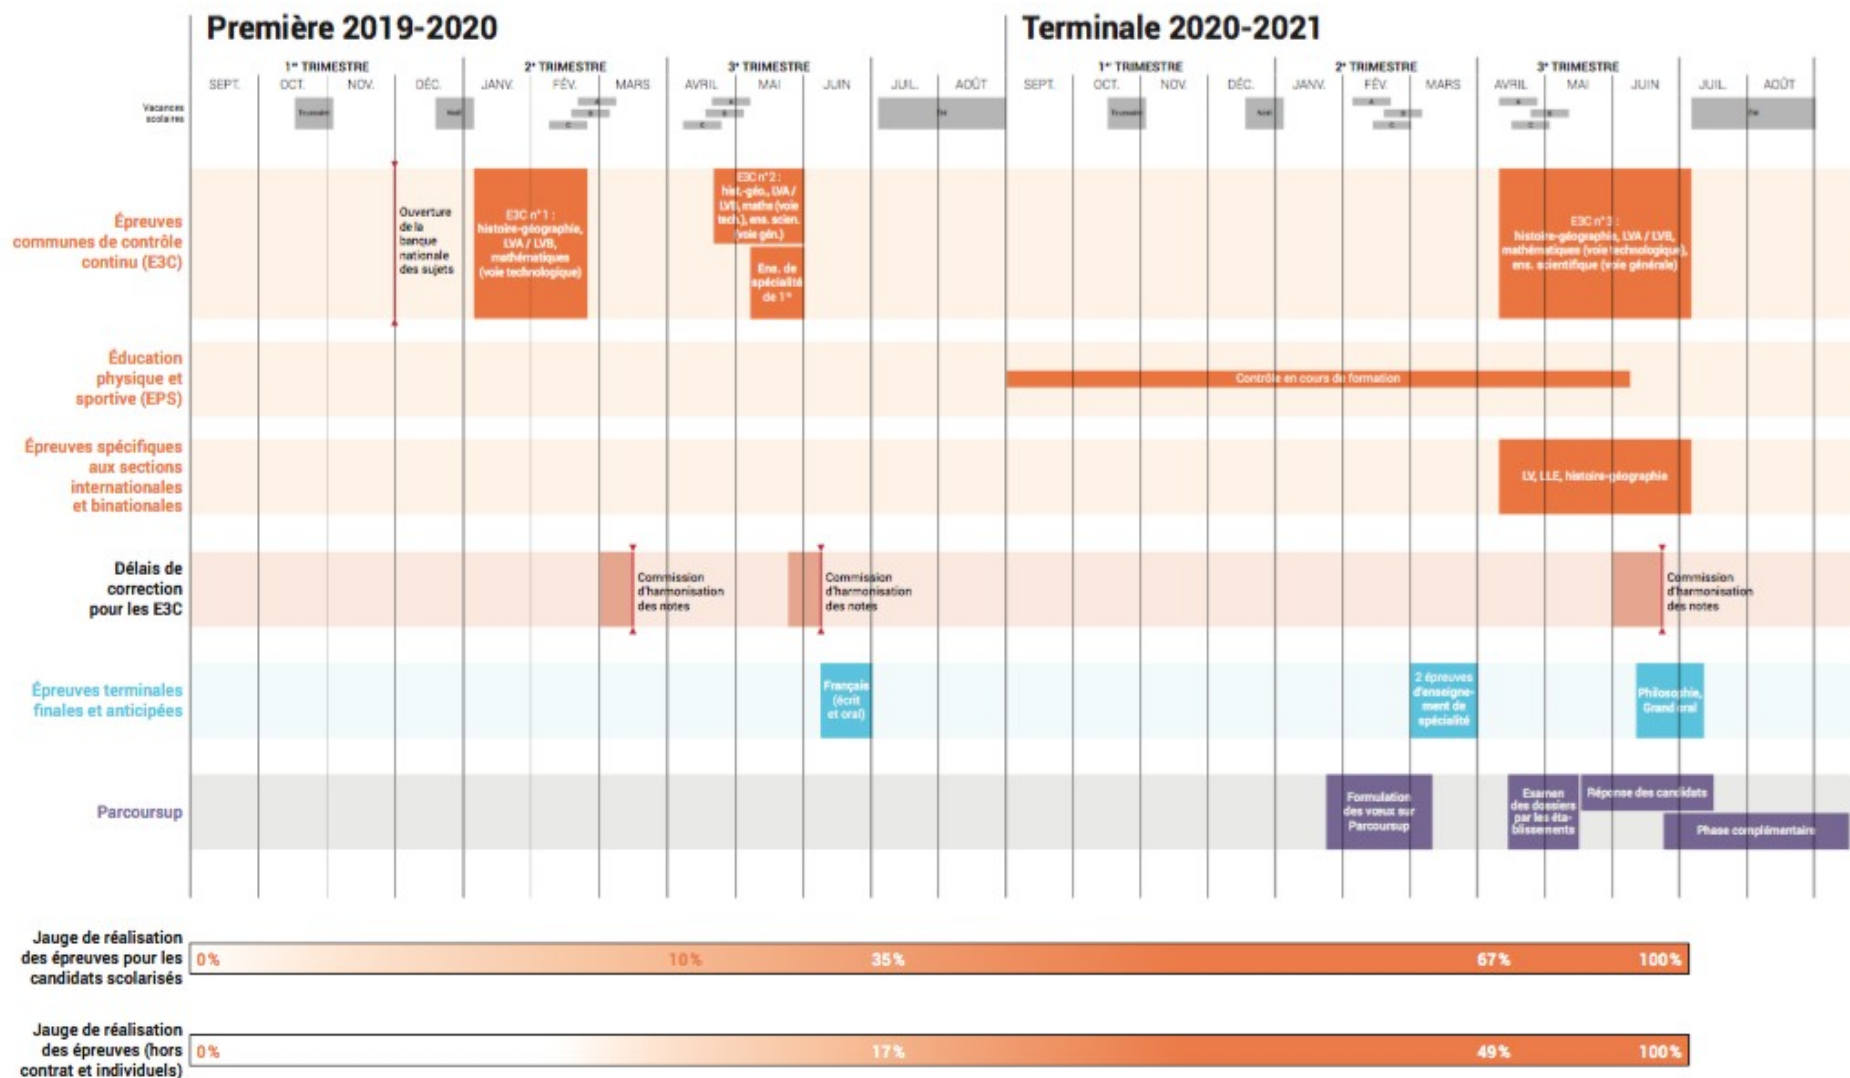 Première 2019-2020
Terminale 2020-2021
1er TRIMESTRE
2e TRIMESTRE
3e TRIMESTRE
1er TRIMESTRE
2e TRIMESTRE
3e TRIMESTRE
SEPT.
OCT.
NOV.
DÉC.
JANV.
FÉV.
MARS
AVRIL
MAI
JUIN
JUIL.
AOÛT
SEPT.
OCT.
NOV.
DÉC.
JANV.
FÉV.
MARS
AVRIL
MAI
JUIN
JUIL.
AOÛT
Vacances
scolaires
Toussaint
Noël
A
B
C
A
B
C
Été
Toussaint
Noël
A
B
C
A
B
C
Été
Épreuves
communes de contrôle
continu (E3C)
Ouverture
de la
banque
nationale
des sujets
E3C n°1 :
histoire-géographie,
LVA / LVB,
mathématiques
(voie technologique)
E3C n°2 :
hist.-géo., LVA /
LVB, maths (voie
tech.), ens. scien.
(voie gén.)
Ens. de
spécialité
de 1re
E3C n°3 :
histoire-géographie, LVA / LVB,
mathématiques (voie technologique),
ens. scientifique (voie générale)
Éducation
physique et
sportive (EPS)
Contrôle en cours de formation
Épreuves spécifiques
aux sections
internationales
et binationales
LV, LLE, histoire-géographie
Délais de
correction
pour les E3C
Commission
d'harmonisation
des notes
Commission
d'harmonisation
des notes
Commission
d'harmonisation
des notes
Épreuves terminales
finales et anticipées
Français
(écrit
et oral)
2 épreuves
d'enseigne-
ment de
spécialité
Philosophie,
Grand oral
Parcoursup
Formulation
des vœux sur
Parcoursup
Examen
des dossiers
par les éta-
blissements
Réponse des candidats
Phase complémentaire
Jauge de réalisation
des épreuves pour les
candidats scolarisés
0%
10%
35%
67%
100%
Jauge de réalisation
des épreuves (hors
contrat et individuels)
0%
17%
49%
100%